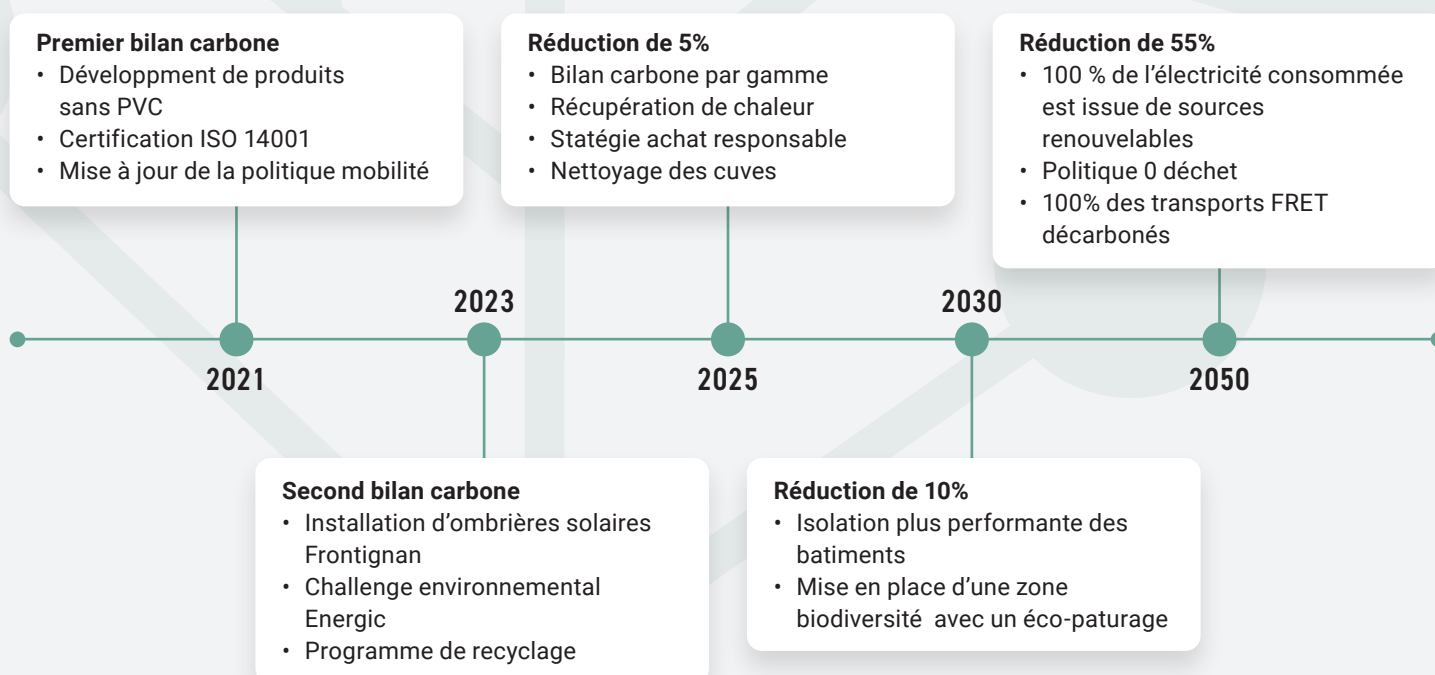 Premier bilan carbone
• Développment de produits
sans PVC
• Certification ISO 14001
• Mise à jour de la politique mobilité
Réduction de 5%
• Bilan carbone par gamme
• Récupération de chaleur
• Statégie achat responsable
• Nettoyage des cuves
Réduction de 55%
• 100 % de l’électricité consommée
est issue de sources
renouvelables
• Politique 0 déchet
• 100% des transports FRET
décarbonés
2021
2023
2025
2030
2050
Second bilan carbone
• Installation d’ombrières solaires
Frontignan
• Challenge environnemental
Energic
• Programme de recyclage
Réduction de 10%
• Isolation plus performante des
batiments
• Mise en place d’une zone
biodiversité avec un éco-paturage